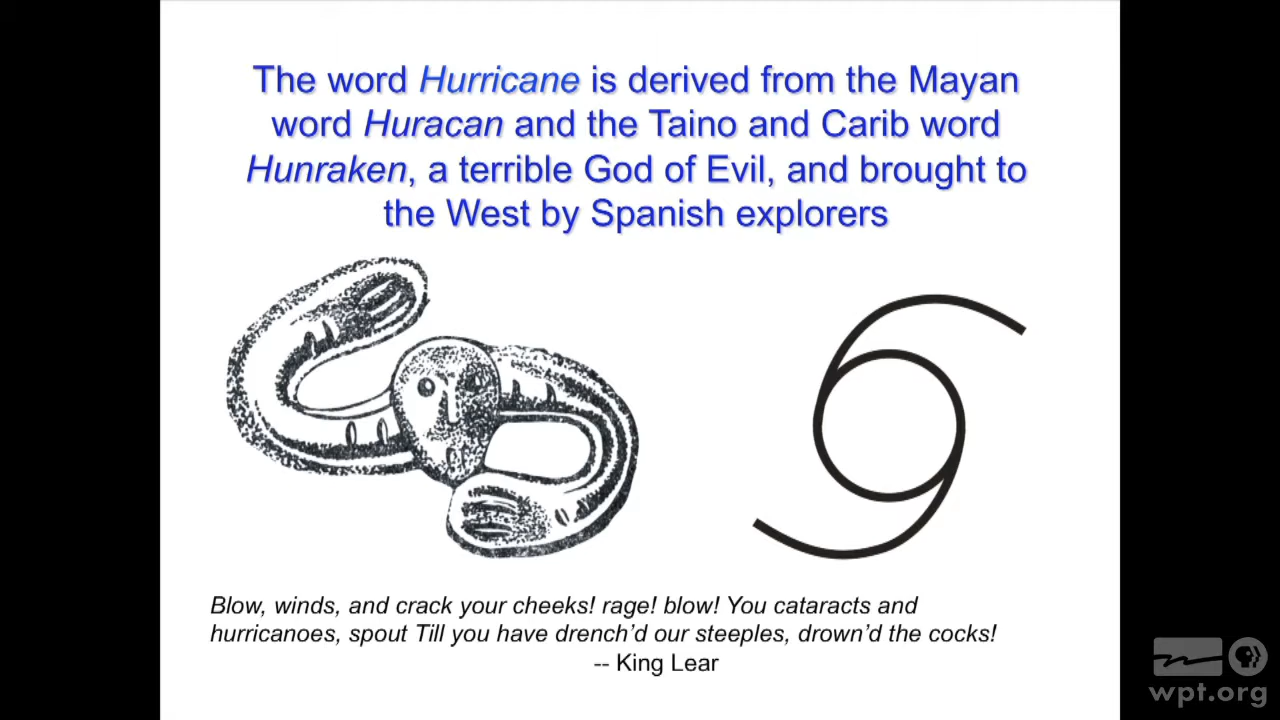 The word Hurricane is derived from the Mayan
word Huracan and the Taino and Carib word
Hunraken, a terrible God of Evil, and brought to
the West by Spanish explorers
Blow, winds, and crack your cheeks! rage! blow! You cataracts and
hurricanoes, spout Till you have drench’d our steeples, drown’d the cocks!
-- King Lear
wpt.org